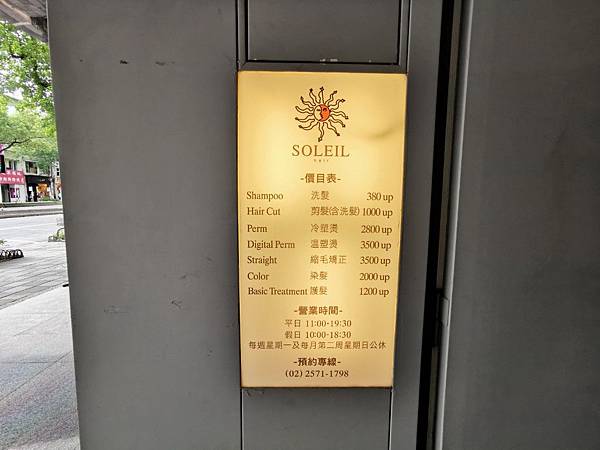 SOLEIL
hair
-價目表-
Shampoo 洗髮 380 up
Hair Cut 剪髮(含洗髮) 1000 up
Perm 冷塑燙 2800 up
Digital Perm 溫塑燙 3500 up
Straight 縮毛矯正 3500 up
Color 染髮 2000 up
Basic Treatment 護髮 1200 up
-營業時間-
平日 11:00-19:30
假日 10:00-18:30
每週星期一及每月第二周星期日公休
-預約專線-
(02) 2571-1798